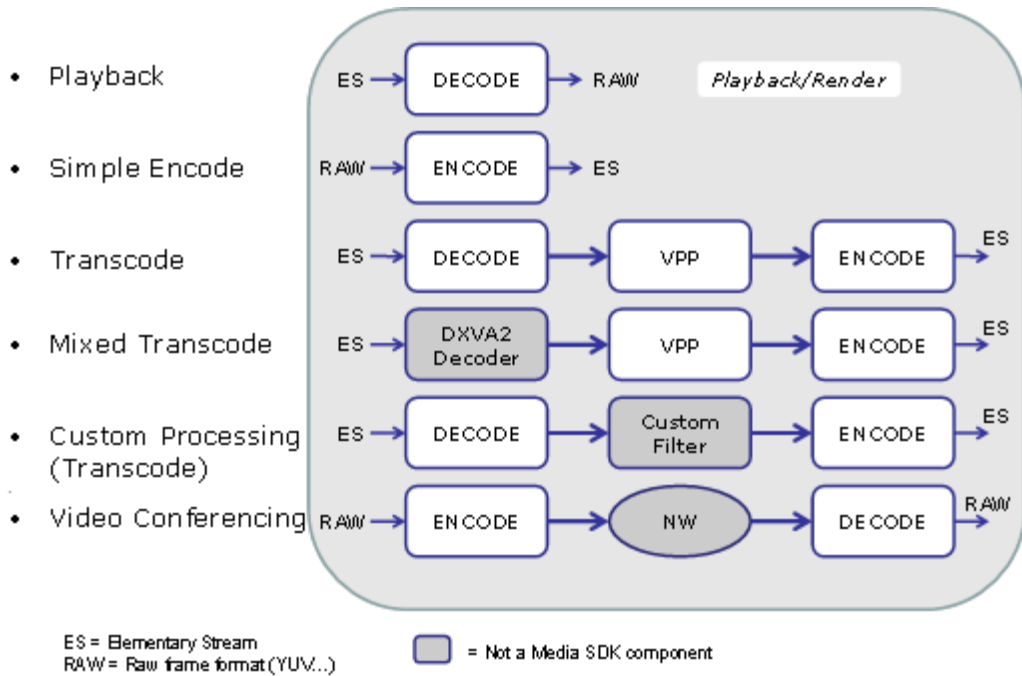 • Playback ES DECODE RAW Playback/Render
• Simple Encode RAW ENCODE ES
• Transcode ES DECODE VPP ENCODE ES
• Mixed Transcode ES DXVA2 Decoder VPP ENCODE ES
• Custom Processing (Transcode) ES DECODE Custom Filter ENCODE ES
• Video Conferencing RAW ENCODE NW DECODE RAW
ES = Elementary Stream
RAW = Raw frame format (YUV...)
= Not a Media SDK component